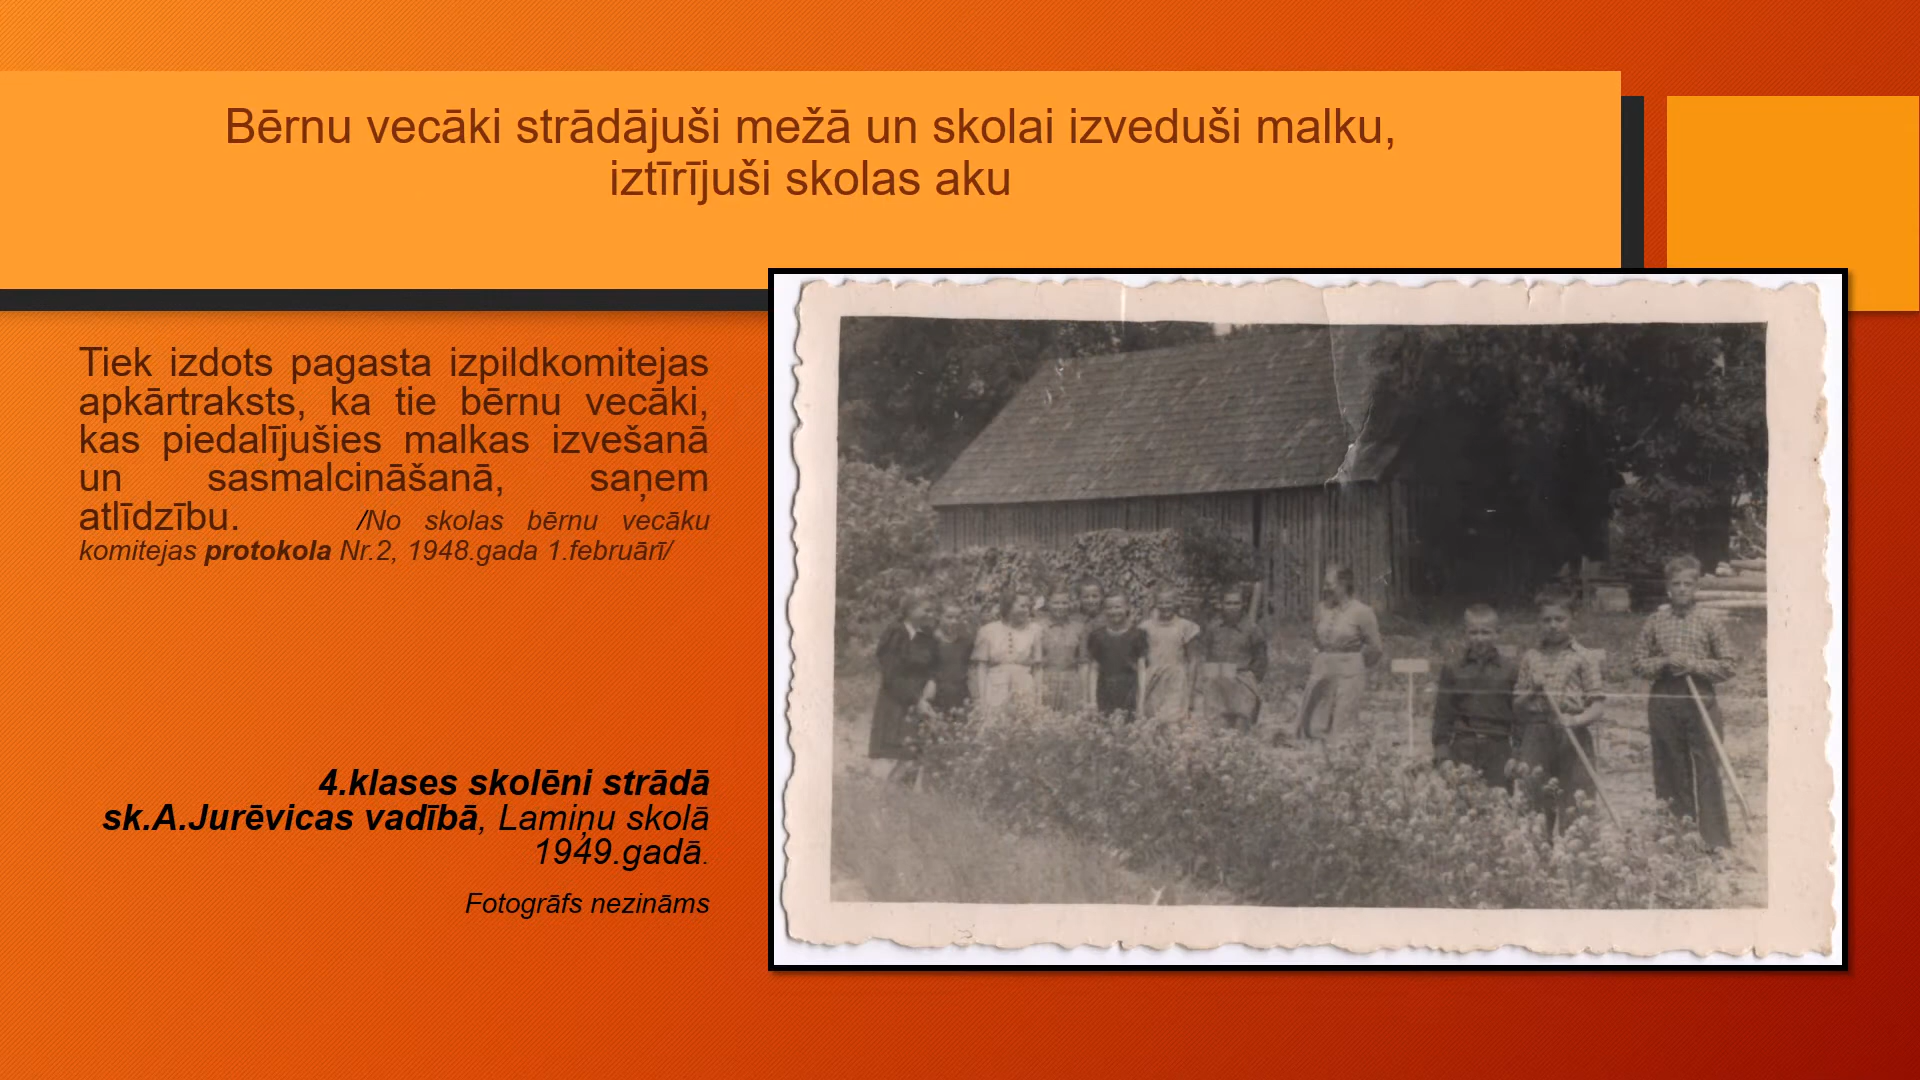 Bērnu vecāki strādājuši mežā un skolai izveduši malku,
iztīrījuši skolas aku
Tiek izdots pagasta izpildkomitejas
apkārtraksts, ka tie bērnu vecāki,
kas piedalījušies malkas izvešanā
un sasmalcināšanā, saņem
atlīdzību. /No skolas bērnu vecāku
komitejas protokola Nr.2, 1948.gada 1.februārī/
4.klases skolēni strādā
sk.A.Jurēvicas vadībā, Lamiņu skolā
1949.gadā.
Fotogrāfs nezināms